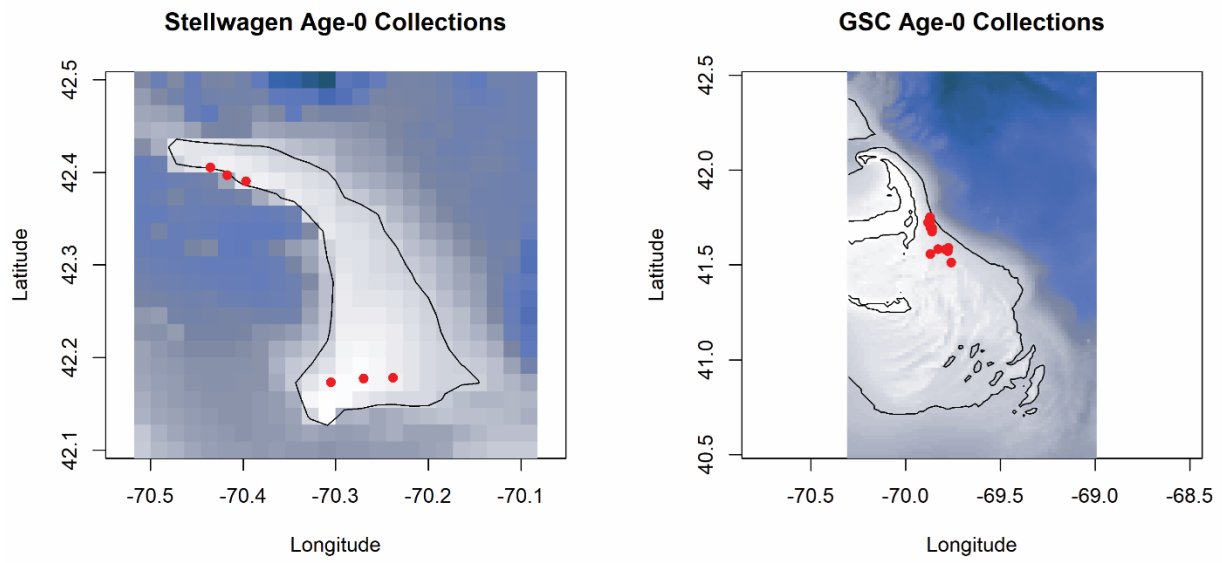 Stellwagen Age-0 Collections
42.5
42.4
42.3
42.2
42.1
Latitude
-70.5 -70.4 -70.3 -70.2 -70.1
Longitude
GSC Age-0 Collections
42.5
42.0
41.5
41.0
40.5
Latitude
-70.5 -70.0 -69.5 -69.0 -68.5
Longitude